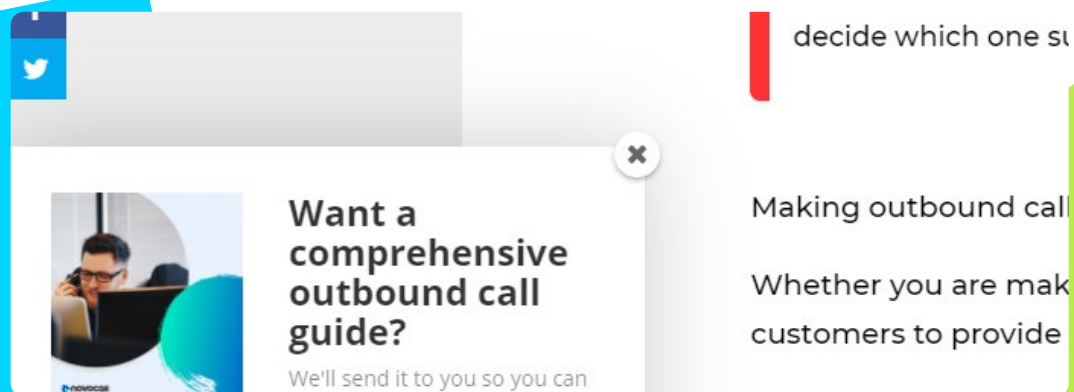 decide which one su
Want a
comprehensive
outbound call
guide?
We'll send it to you so you can
novocall
Making outbound call
Whether you are mak
customers to provide